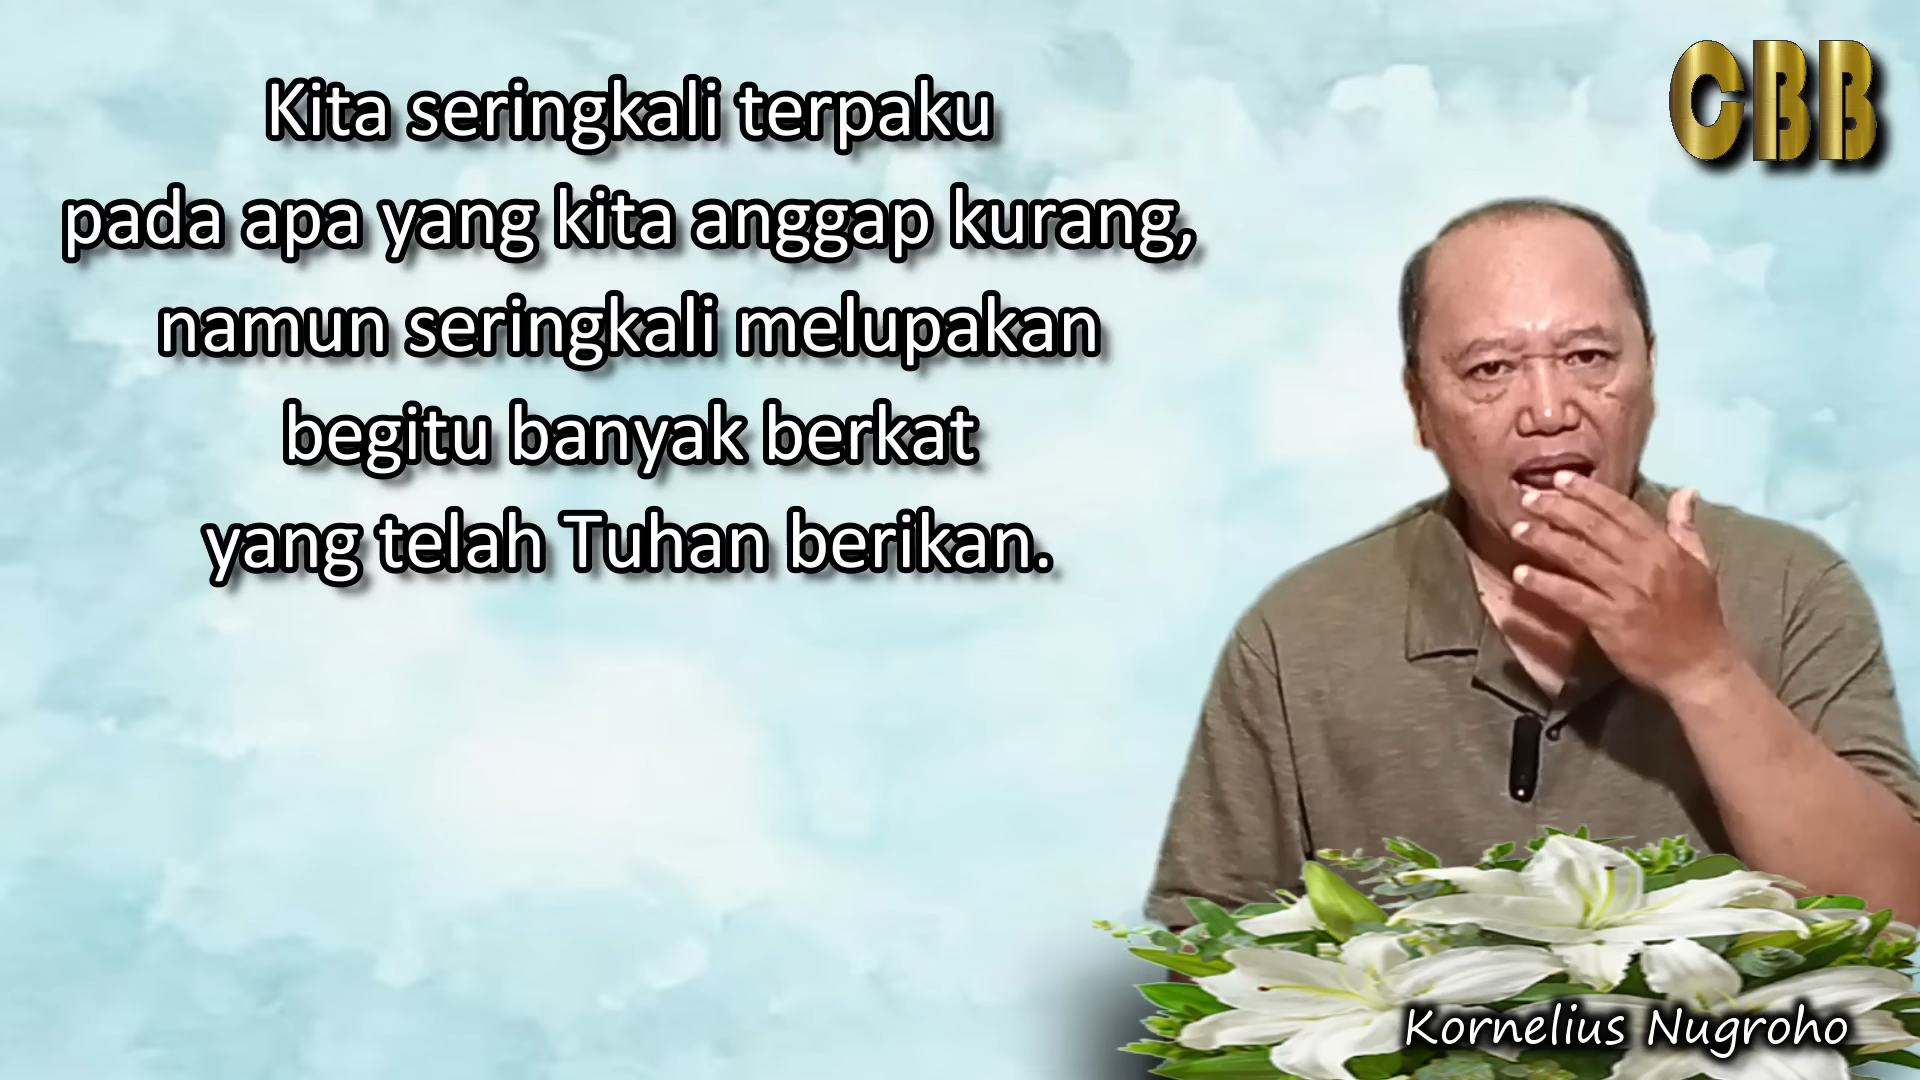 CBB
Kita seringkali terpaku
pada apa yang kita anggap kurang,
namun seringkali melupakan
begitu banyak berkat
yang telah Tuhan berikan.
Kornelius Nugroho